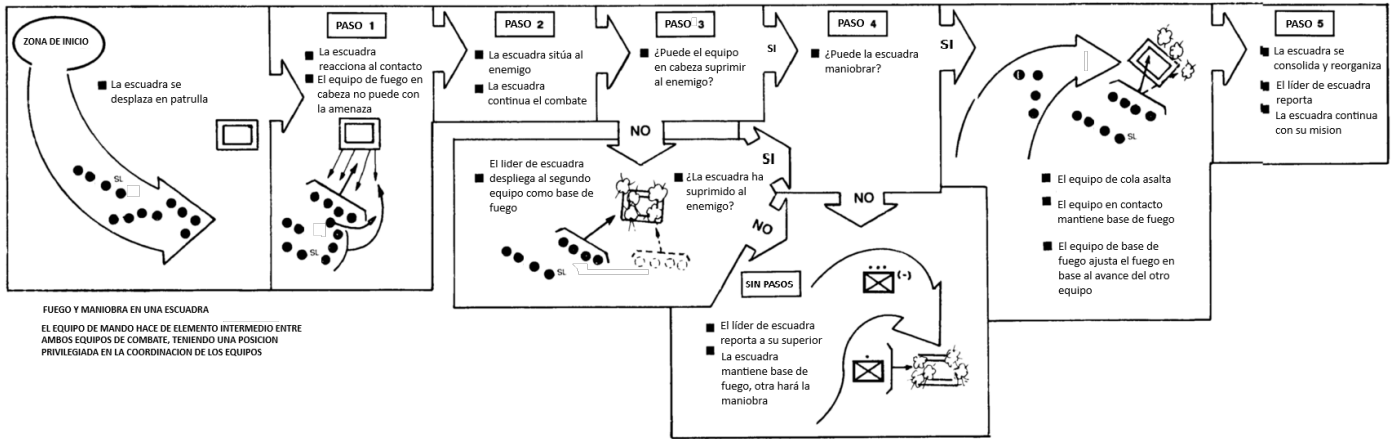 ZONA DE INICIO
■ La escuadra se
desplaza en patrulla
SL
PASO 1
■ La escuadra
reacciona al contacto
■ El equipo de fuego en
cabeza no puede con
la amenaza
SL
PASO 2
■ La escuadra sitúa al
enemigo
■ La escuadra
continua el combate
PASO 3
■ ¿Puede el equipo
en cabeza suprimir
al enemigo?
SI
NO
El lider de escuadra
■ despliega al segundo
equipo como base de
fuego
■ ¿La escuadra ha
suprimido al
enemigo?
SL
SI
NO
PASO 4
■ ¿Puede la escuadra
maniobrar?
SI
NO
SIN PASOS
■ El líder de escuadra
reporta a su superior
■ La escuadra
mantiene base de
fuego, otra hará la
maniobra
(-)
SL
■ El equipo de cola asalta
■ El equipo en contacto
mantiene base de fuego
■ El equipo de base de
fuego ajusta el fuego en
base al avance del otro
equipo
PASO 5
■ La escuadra se
consolida y reorganiza
■ El líder de escuadra
reporta
■ La escuadra continua
con su mision
FUEGO Y MANIOBRA EN UNA ESCUADRA
EL EQUIPO DE MANDO HACE DE ELEMENTO INTERMEDIO ENTRE
AMBOS EQUIPOS DE COMBATE, TENIENDO UNA POSICION
PRIVILEGIADA EN LA COORDINACION DE LOS EQUIPOS